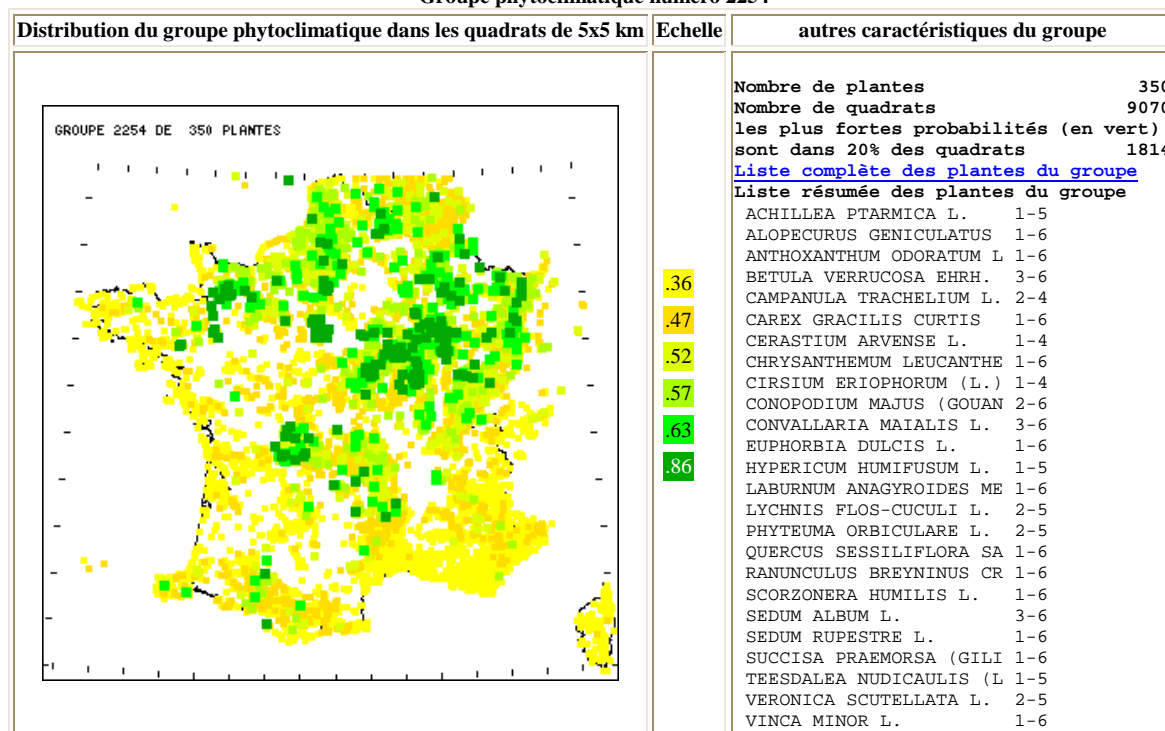 Groupe phytoclimatique numéro 2254
Distribution du groupe phytoclimatique dans les quadrats de 5x5 km
Echelle
autres caractéristiques du groupe
GROUPE 2254 DE 350 PLANTES
.36
.47
.52
.57
.63
.86
Nombre de plantes 350
Nombre de quadrats 9070
les plus fortes probabilités (en vert)
sont dans 20% des quadrats 1814
Liste complète des plantes du groupe
Liste résumée des plantes du groupe
ACHILLEA PTARMICA L. 1-5
ALOPECURUS GENICULATUS 1-6
ANTHOXANTHUM ODORATUM L 1-6
BETULA VERRUCOSA EHRH. 3-6
CAMPANULA TRACHELIUM L. 2-4
CAREX GRACILIS CURTIS 1-6
CERASTIUM ARVENSE L. 1-4
CHRYSANTHEMUM LEUCANTHE 1-6
CIRSIUM ERIOPHORUM (L.) 1-4
CONOPODIUM MAJUS (GOUAN 2-6
CONVALLARIA MAIALIS L. 3-6
EUPHORBIA DULCIS L. 1-6
HYPERICUM HUMIFUSUM L. 1-5
LABURNUM ANAGYROIDES ME 1-6
LYCHNIS FLOS-CUCULI L. 2-5
PHYTEUMA ORBICULARE L. 2-5
QUERCUS SESSILIFLORA SA 1-6
RANUNCULUS BREYNINUS CR 1-6
SCORZONERA HUMILIS L. 1-6
SEDUM ALBUM L. 3-6
SEDUM RUPESTRE L. 1-6
SUCCISA PRAEMORSA (GILI 1-6
TEESDALEA NUDICAULIS (L 1-5
VERONICA SCUTELLATA L. 2-5
VINCA MINOR L. 1-6